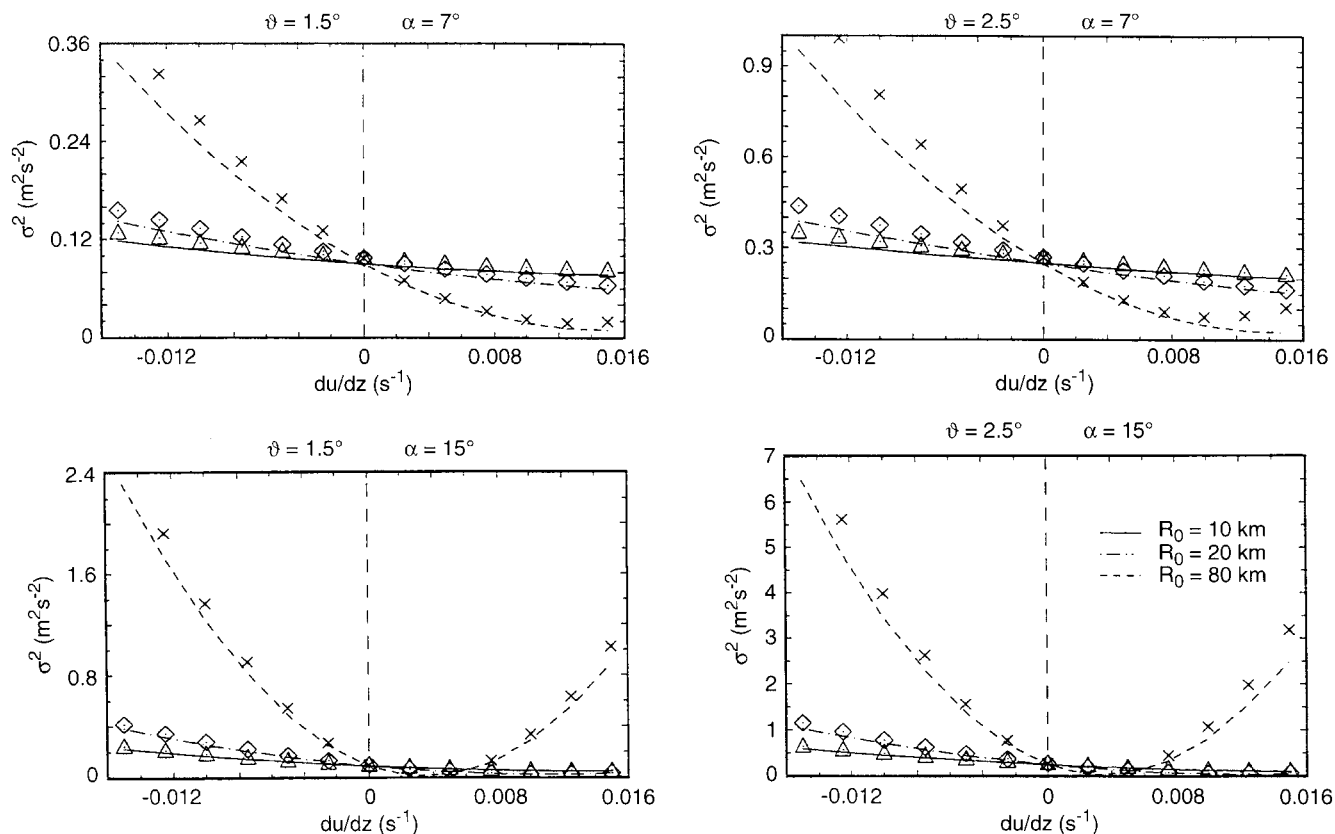 ϑ = 1.5° α = 7°
0.36
0.24
0.12
0
σ² (m²s⁻²)
-0.012 0 0.008 0.016
du/dz (s⁻¹)
ϑ = 2.5° α = 7°
0.9
0.6
0.3
0
σ² (m²s⁻²)
-0.012 0 0.008 0.016
du/dz (s⁻¹)
ϑ = 1.5° α = 15°
2.4
1.6
0.8
0
σ² (m²s⁻²)
-0.012 0 0.008 0.016
du/dz (s⁻¹)
ϑ = 2.5° α = 15°
7
6
5
4
3
2
1
0
σ² (m²s⁻²)
R₀ = 10 km
R₀ = 20 km
R₀ = 80 km
-0.012 0 0.008 0.016
du/dz (s⁻¹)